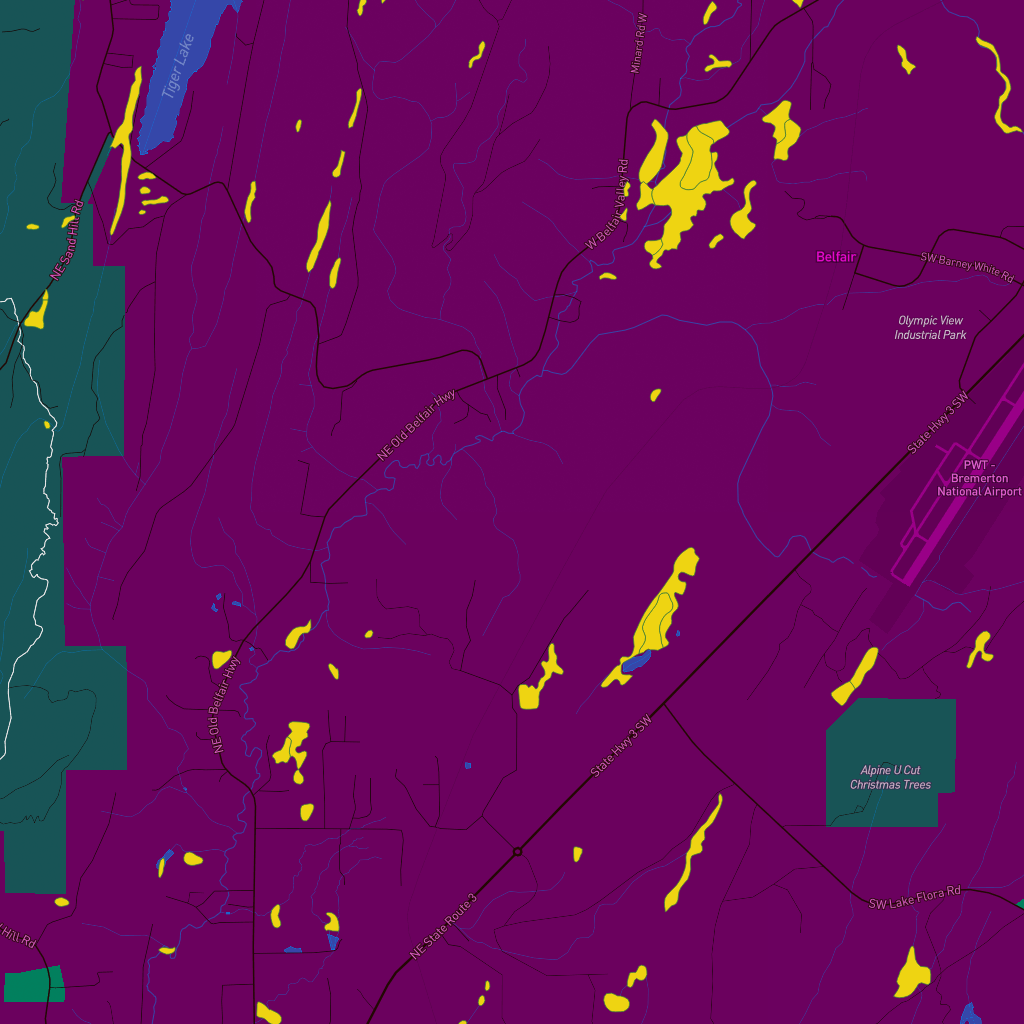 Tiger Lake
Minard Rd W
W Belfair Valley Rd
NE Sand Hill Rd
Belfair
SW Barney White Rd
Olympic View
Industrial Park
NE Old Belfair Hwy
State Hwy 3 SW
PWT -
Bremerton
National Airport
NE Old Belfair Hwy
State Hwy 3 SW
Alpine U Cut
Christmas Trees
SW Lake Flora Rd
NE State Route 3
Hill Rd